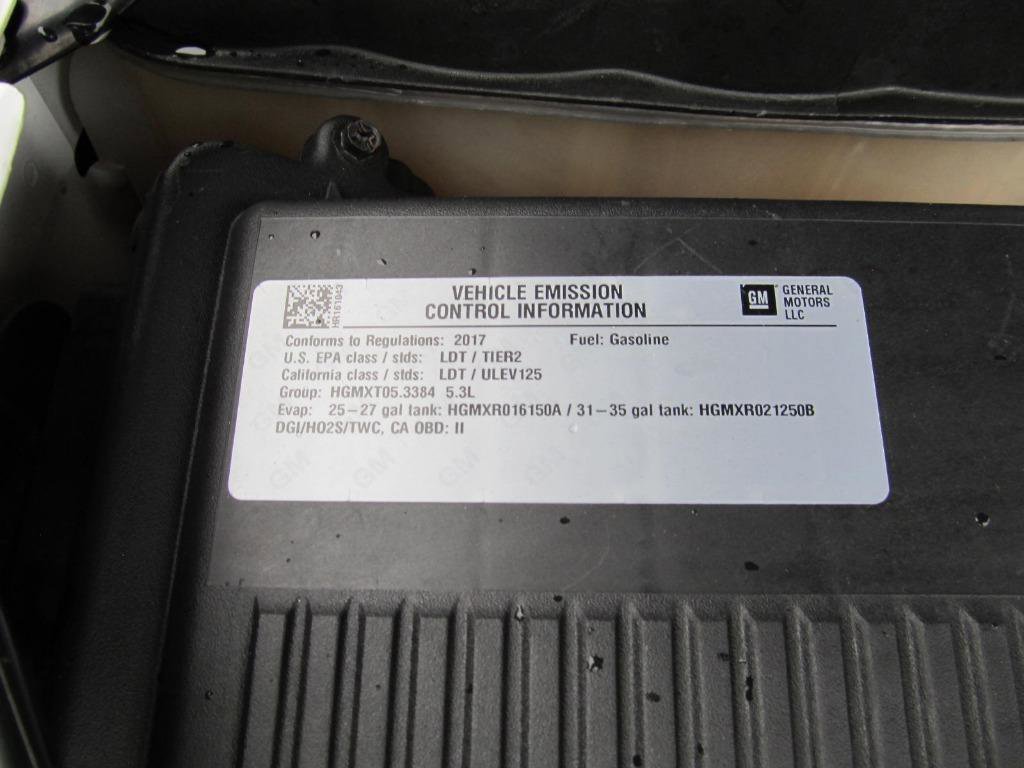 HR161043
VEHICLE EMISSION
CONTROL INFORMATION
GM
GENERAL
MOTORS
LLC
Conforms to Regulations: 2017 Fuel: Gasoline
U.S. EPA class / stds: LDT / TIER2
California class / stds: LDT / ULEV125
Group: HGMXT05.3384 5.3L
Evap: 25-27 gal tank: HGMXR016150A / 31-35 gal tank: HGMXR021250B
DGI/HO2S/TWC, CA OBD: II